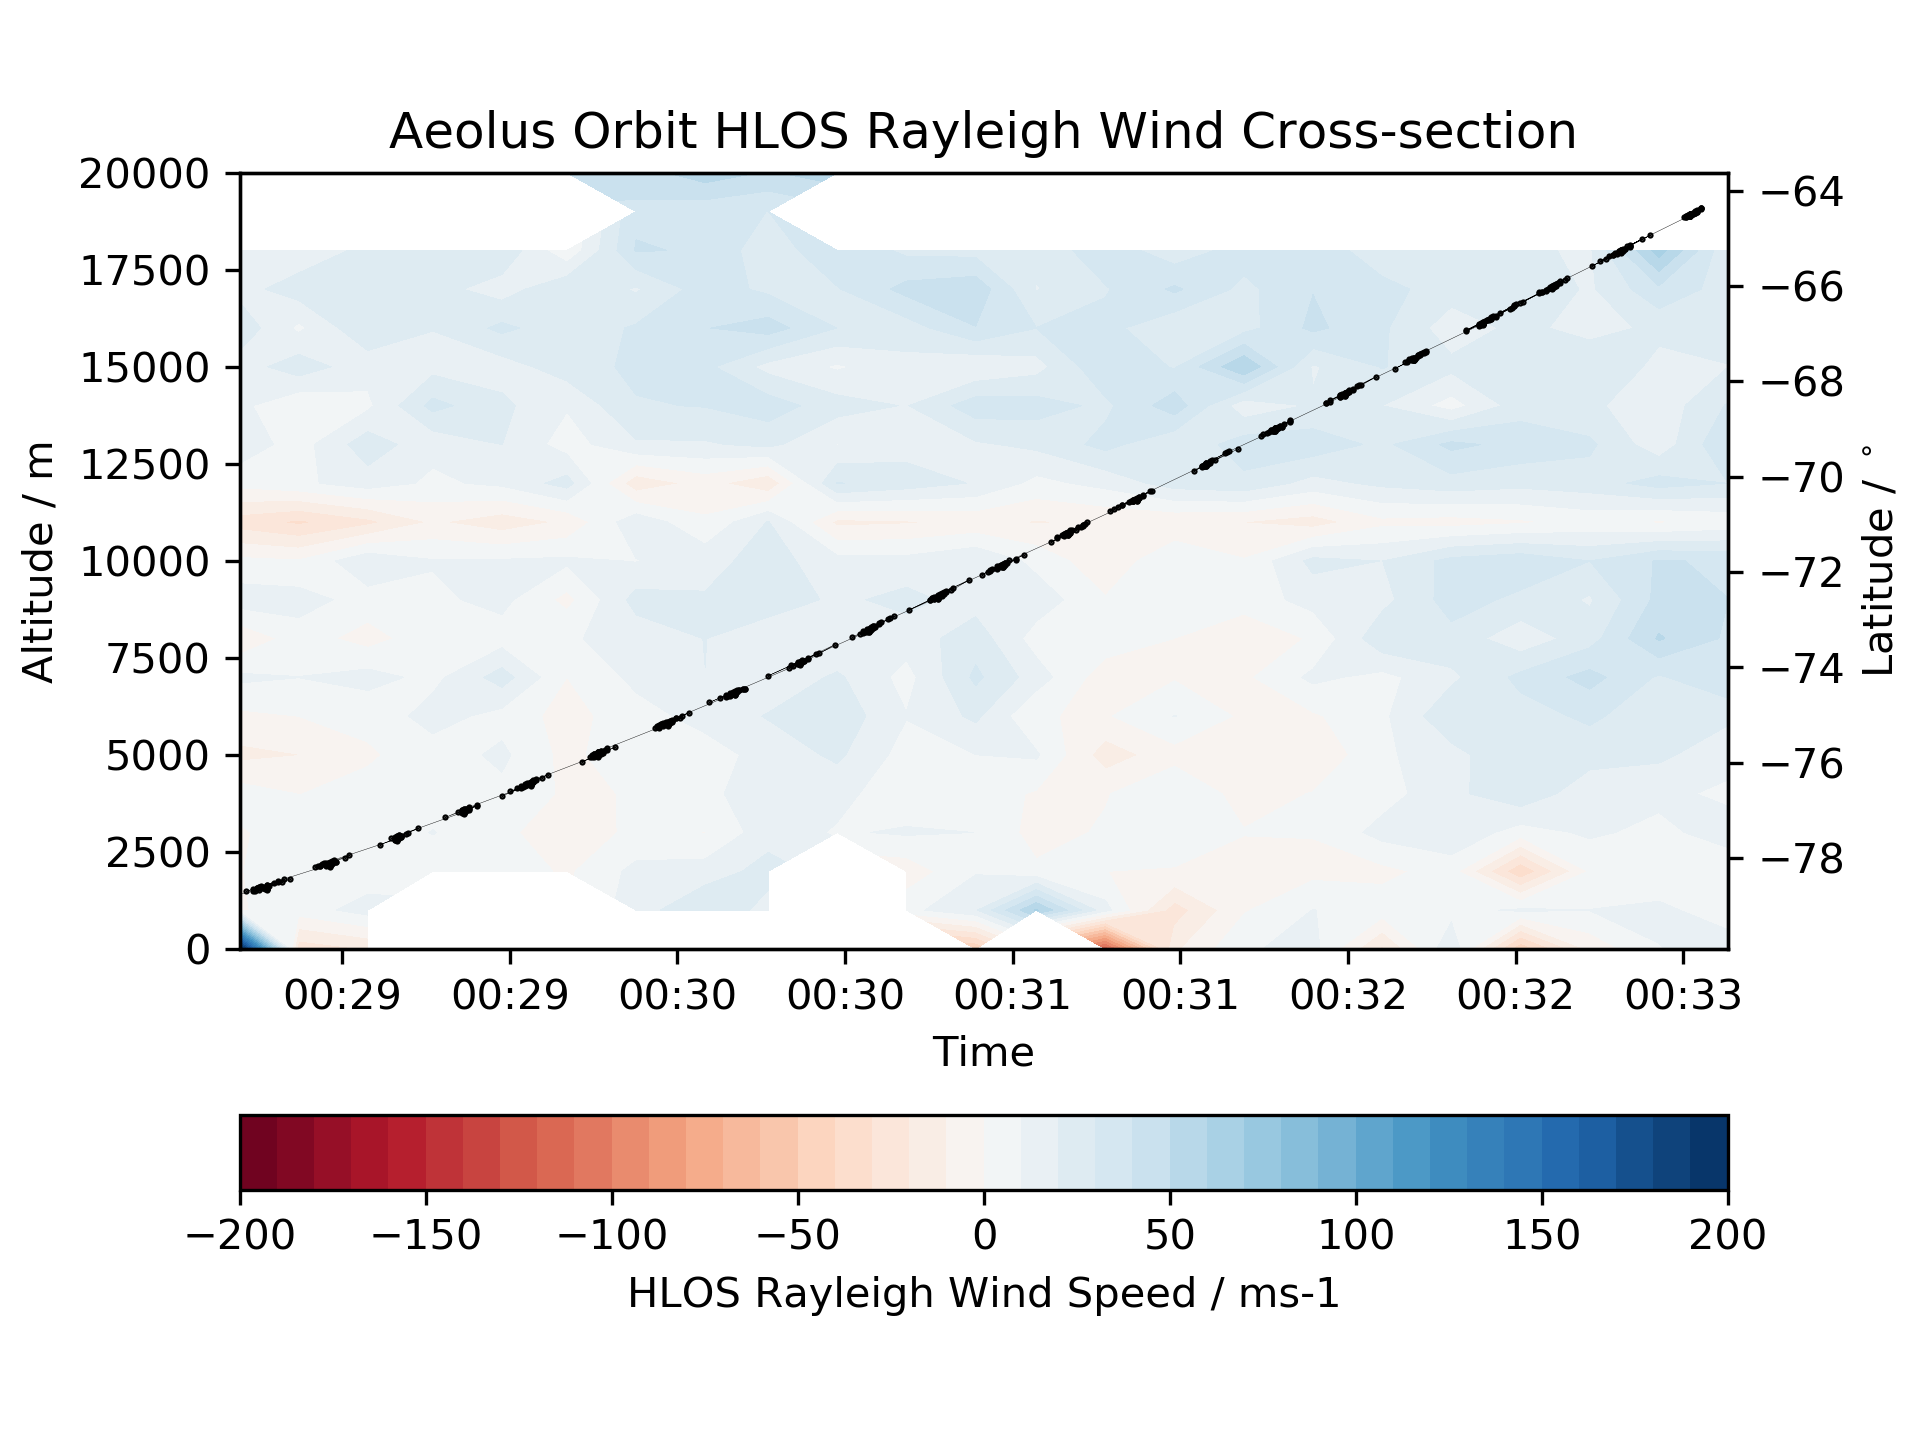 Aeolus Orbit HLOS Rayleigh Wind Cross-section
20000
17500
15000
12500
10000
7500
5000
2500
0
Altitude / m
−64
−66
−68
−70
−72
−74
−76
−78
Latitude / °
00:29 00:29 00:30 00:30 00:31 00:31 00:32 00:32 00:33
Time
−200 −150 −100 −50 0 50 100 150 200
HLOS Rayleigh Wind Speed / ms-1